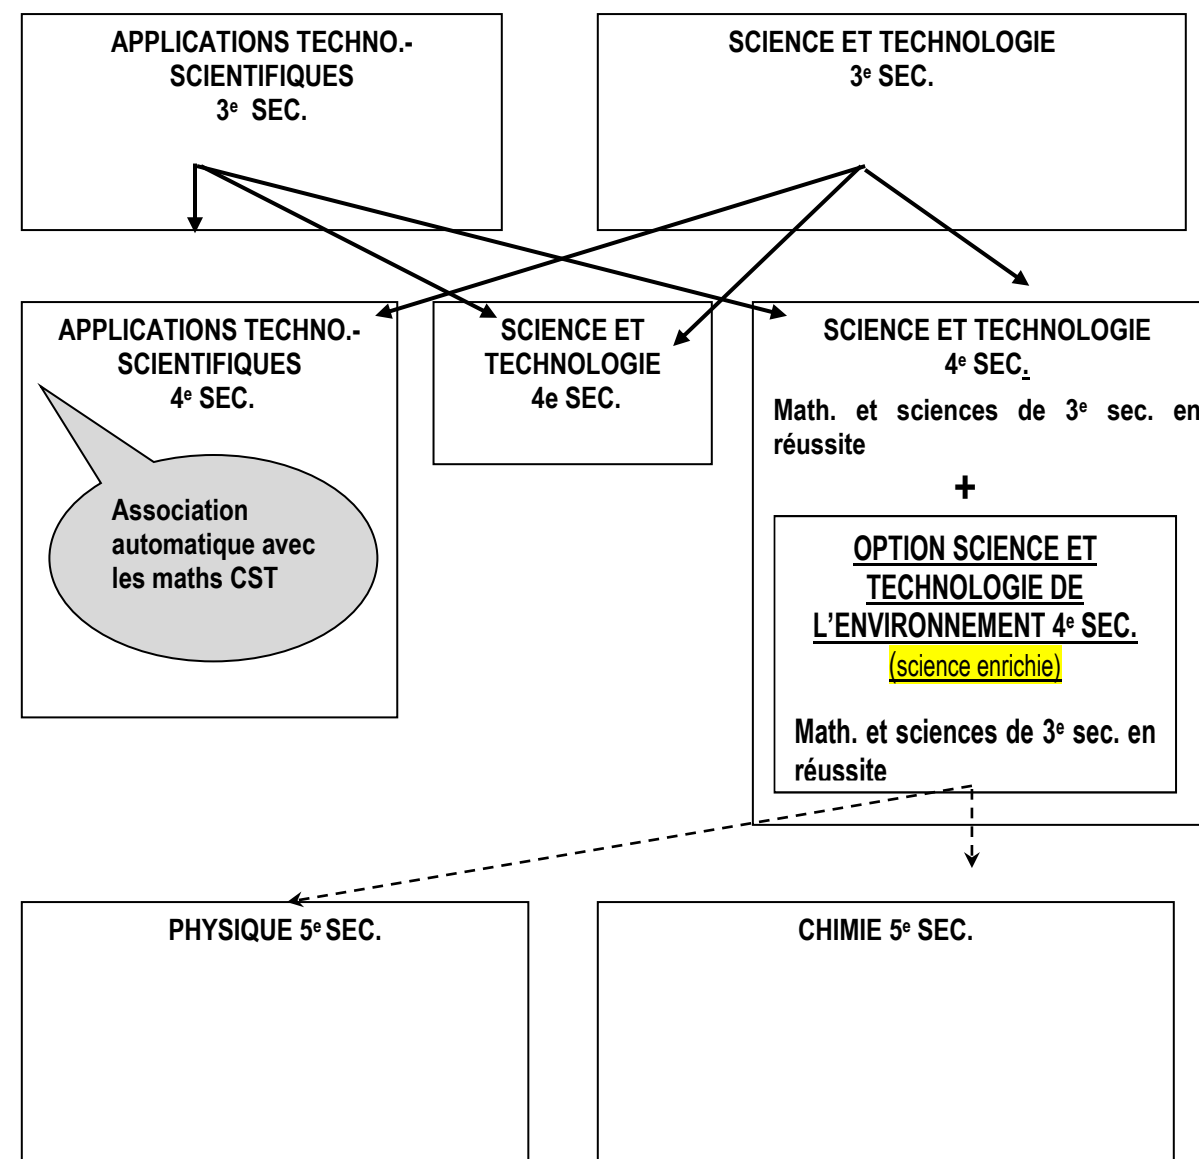 APPLICATIONS TECHNO.-
SCIENTIFIQUES
3e SEC.
SCIENCE ET TECHNOLOGIE
3e SEC.
APPLICATIONS TECHNO.-
SCIENTIFIQUES
4e SEC.
Association
automatique avec
les maths CST
SCIENCE ET
TECHNOLOGIE
4e SEC.
SCIENCE ET TECHNOLOGIE
4e SEC.
Math. et sciences de 3e sec. en
réussite
+
OPTION SCIENCE ET
TECHNOLOGIE DE
L'ENVIRONNEMENT 4e SEC.
(science enrichie)
Math. et sciences de 3e sec. en
réussite
PHYSIQUE 5e SEC.
CHIMIE 5e SEC.